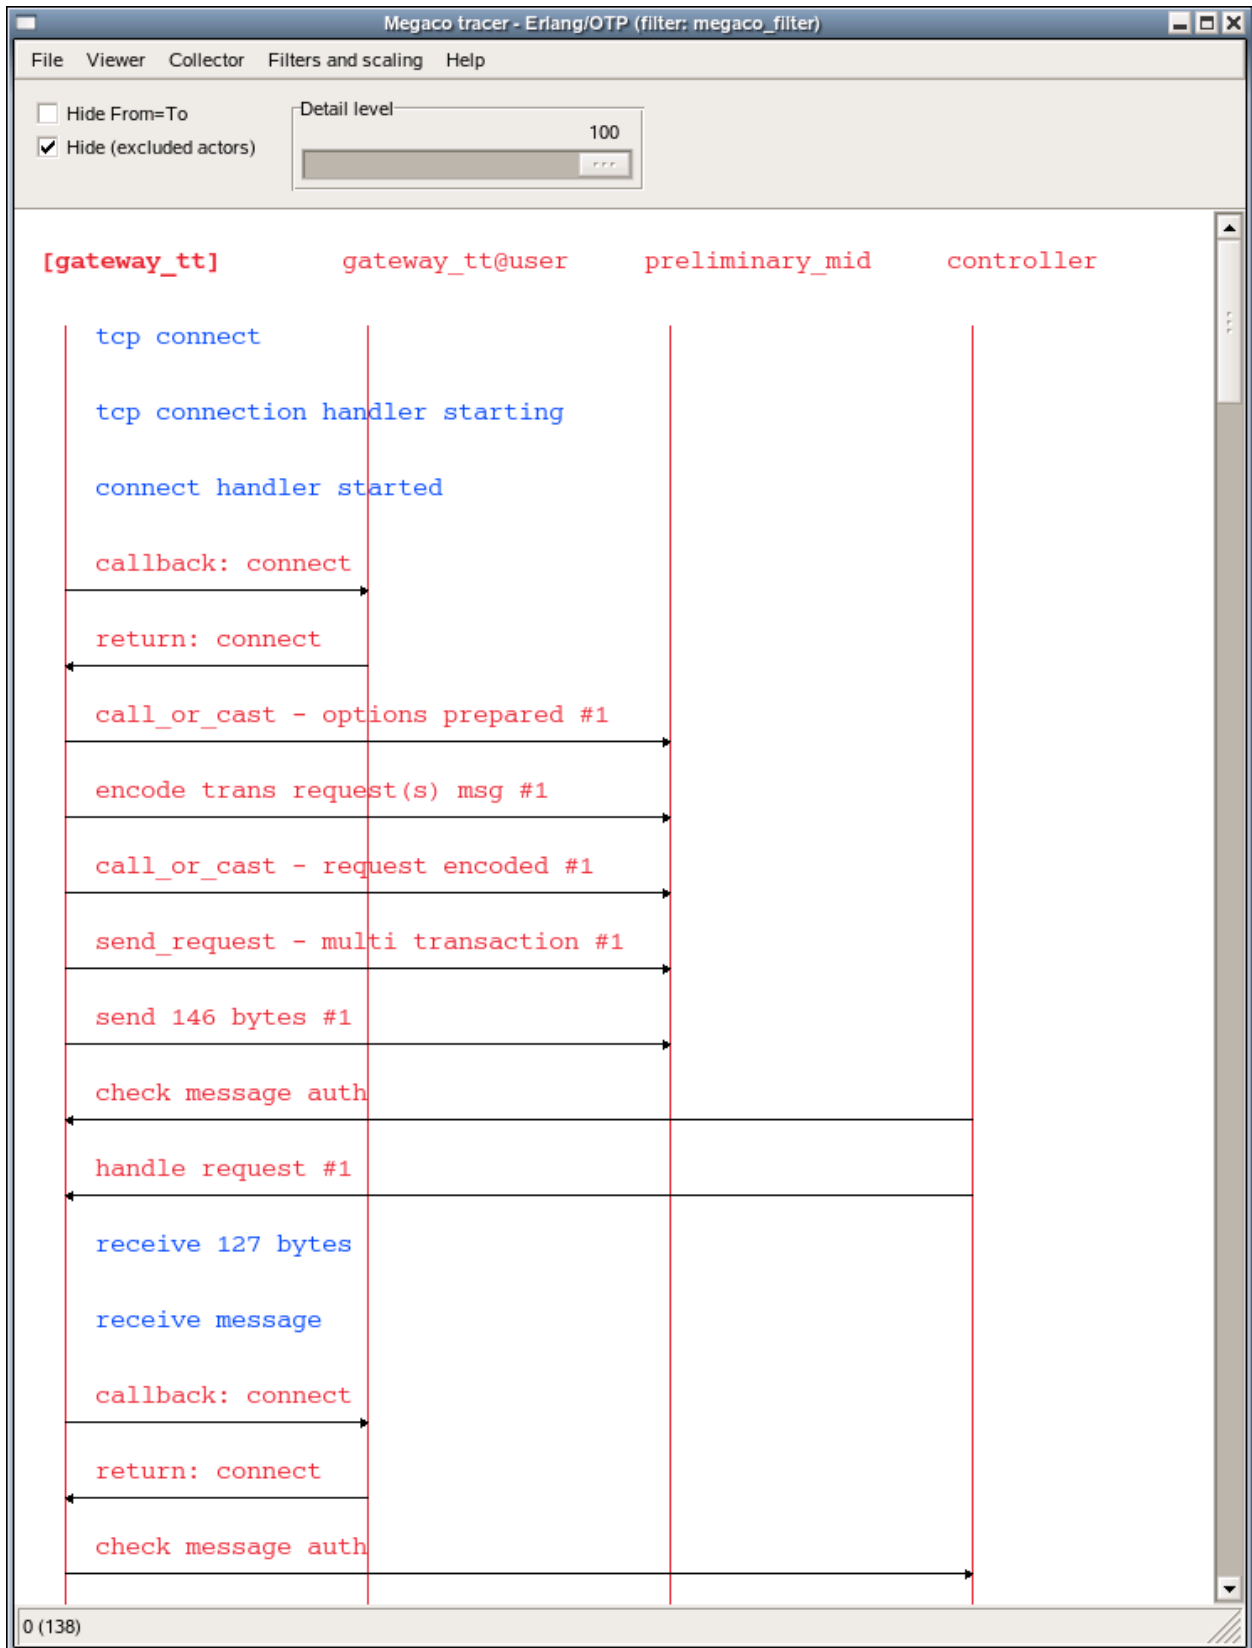 Megaco tracer - Erlang/OTP (filter: megaco_filter)
File Viewer Collector Filters and scaling Help
Hide From=To
Hide (excluded actors)
Detail level
100
[gateway_tt] gateway_tt@user preliminary_mid controller
tcp connect
tcp connection handler starting
connect handler started
callback: connect
return: connect
call_or_cast - options prepared #1
encode trans request(s) msg #1
call_or_cast - request encoded #1
send_request - multi transaction #1
send 146 bytes #1
check message auth
handle request #1
receive 127 bytes
receive message
callback: connect
return: connect
check message auth
0 (138)